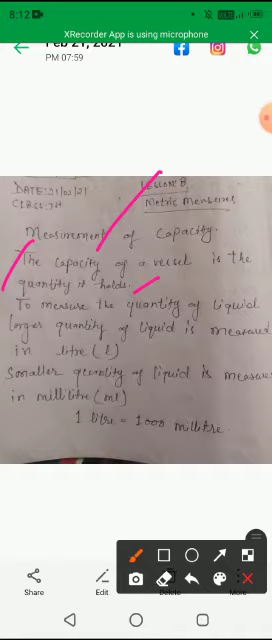 8:12
XRecorder App is using microphone
Feb 21, 2021
PM 07:59
Lesson: 8
DATE: 21/02/21
Metric Measures
Measurement of Capacity.
The capacity of a vessel is the
quantity it holds.
To measure the quantity of liquid
larger quantity of liquid is measured
in litre (l)
Smaller quantity of liquid is measure
in millilitre (ml)
1 litre = 1000 millitre.
Share
Edit
Delete
More